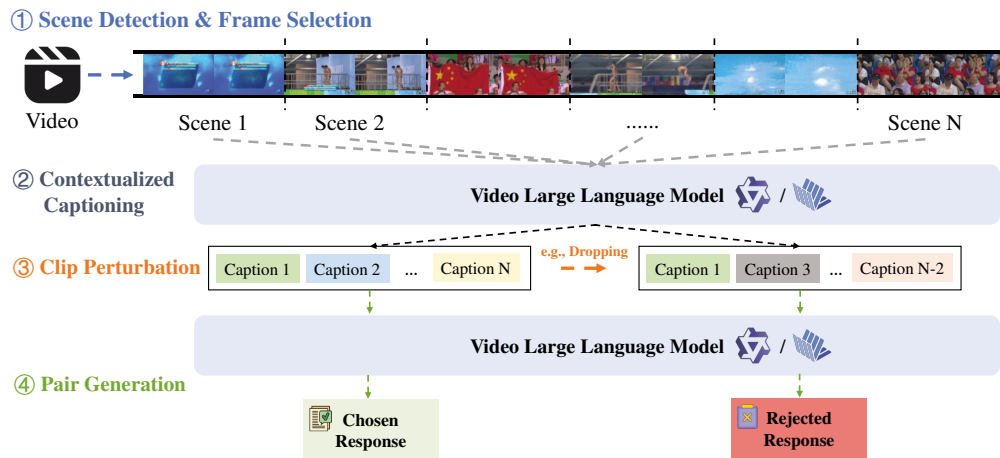 ① Scene Detection & Frame Selection
Video
Scene 1
Scene 2
......
Scene N
② Contextualized
Captioning
Video Large Language Model /
③ Clip Perturbation
Caption 1 Caption 2 ... Caption N
e.g., Dropping
Caption 1 Caption 3 ... Caption N-2
Video Large Language Model /
④ Pair Generation
Chosen
Response
Rejected
Response